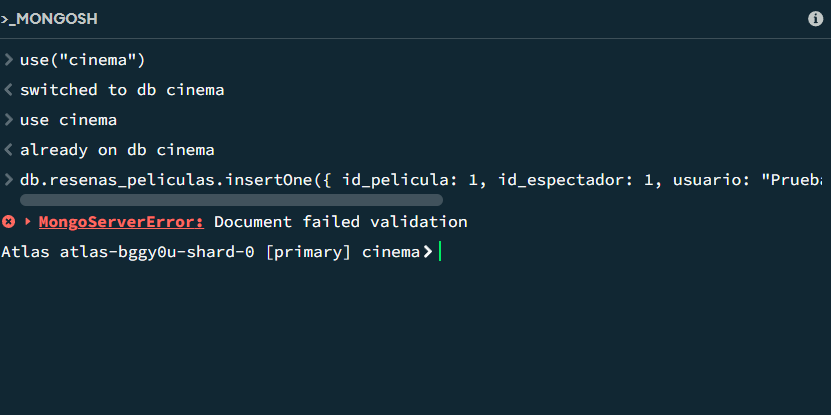 >_MONGOSH
> use("cinema")
< switched to db cinema
> use cinema
< already on db cinema
> db.resenas_peliculas.insertOne({ id_pelicula: 1, id_espectador: 1, usuario: "Prueba
MongoServerError: Document failed validation
Atlas atlas-bggy0u-shard-0 [primary] cinema>